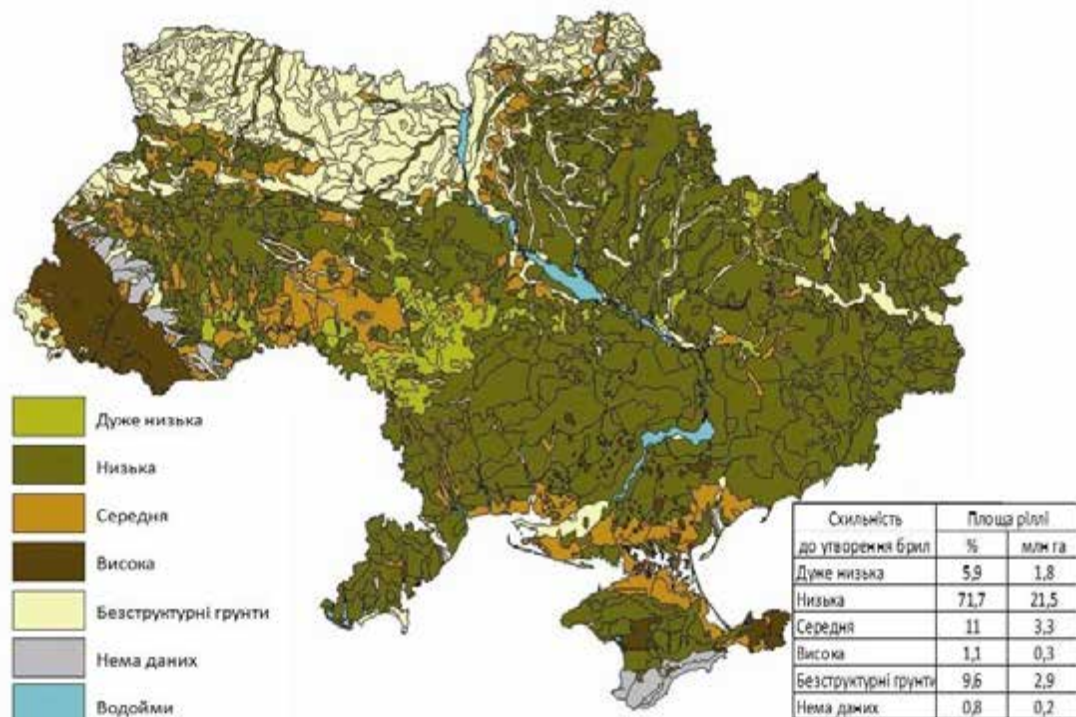 Дуже низька
Низька
Середня
Висока
Безструктурні грунти
Нема даних
Водойми
Схильність до утворення брил Площа ріллі
% млн га
Дуже низька 5,9 1,8
Низька 71,7 21,5
Середня 11 3,3
Висока 1,1 0,3
Безструктурні грунти 9,6 2,9
Нема даних 0,8 0,2